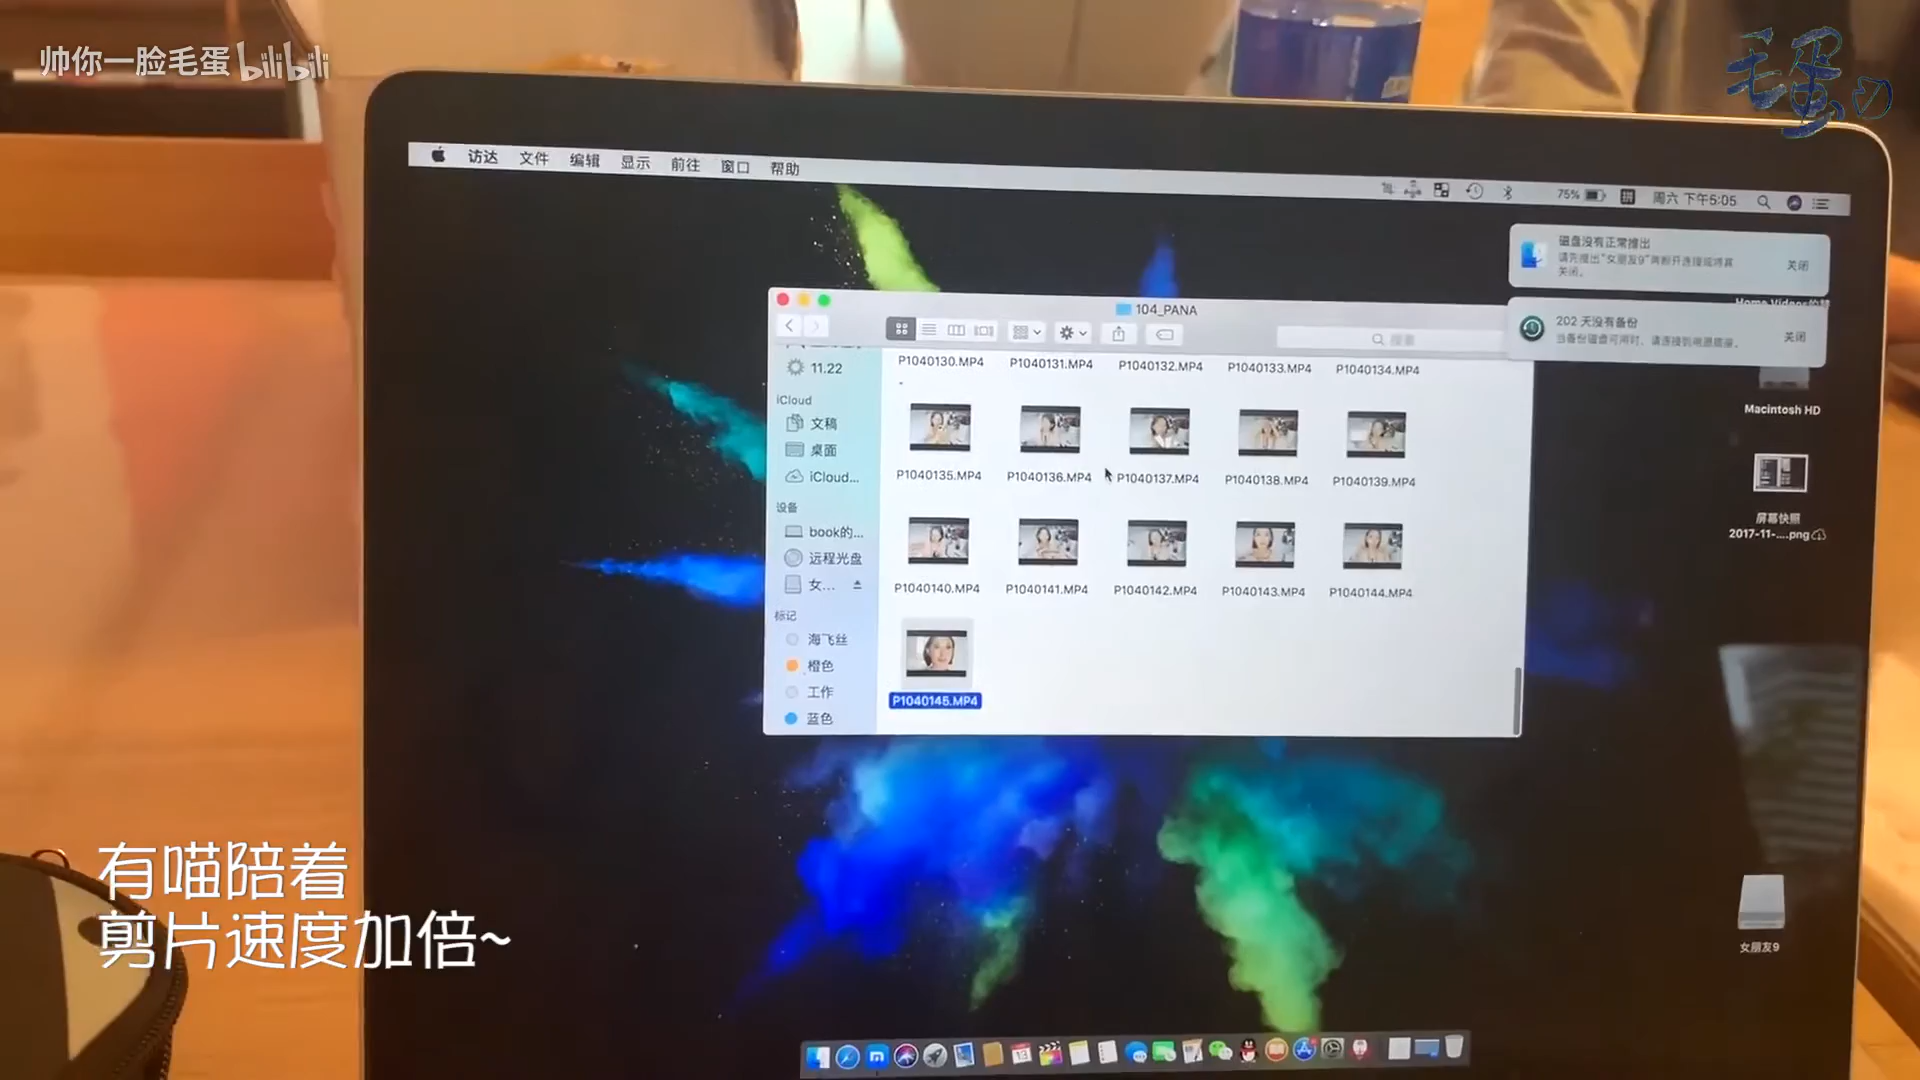 帅你一脸毛蛋 bilibili
毛蛋
访达 文件 编辑 显示 前往 窗口 帮助
75% 周六 下午5:05
磁盘没有正常推出
关闭
202 天没有备份
关闭
104_PANA
搜索
11.22
iCloud
文稿
桌面
iCloud...
设备
book的...
远程光盘
女...
标记
海飞丝
橙色
工作
蓝色
P1040130.MP4 P1040131.MP4 P1040132.MP4 P1040133.MP4 P1040134.MP4
P1040135.MP4 P1040136.MP4 P1040137.MP4 P1040138.MP4 P1040139.MP4
P1040140.MP4 P1040141.MP4 P1040142.MP4 P1040143.MP4 P1040144.MP4
P1040145.MP4
Macintosh HD
屏幕快照
2017-11-....png
女朋友9
有喵陪着
剪片速度加倍~